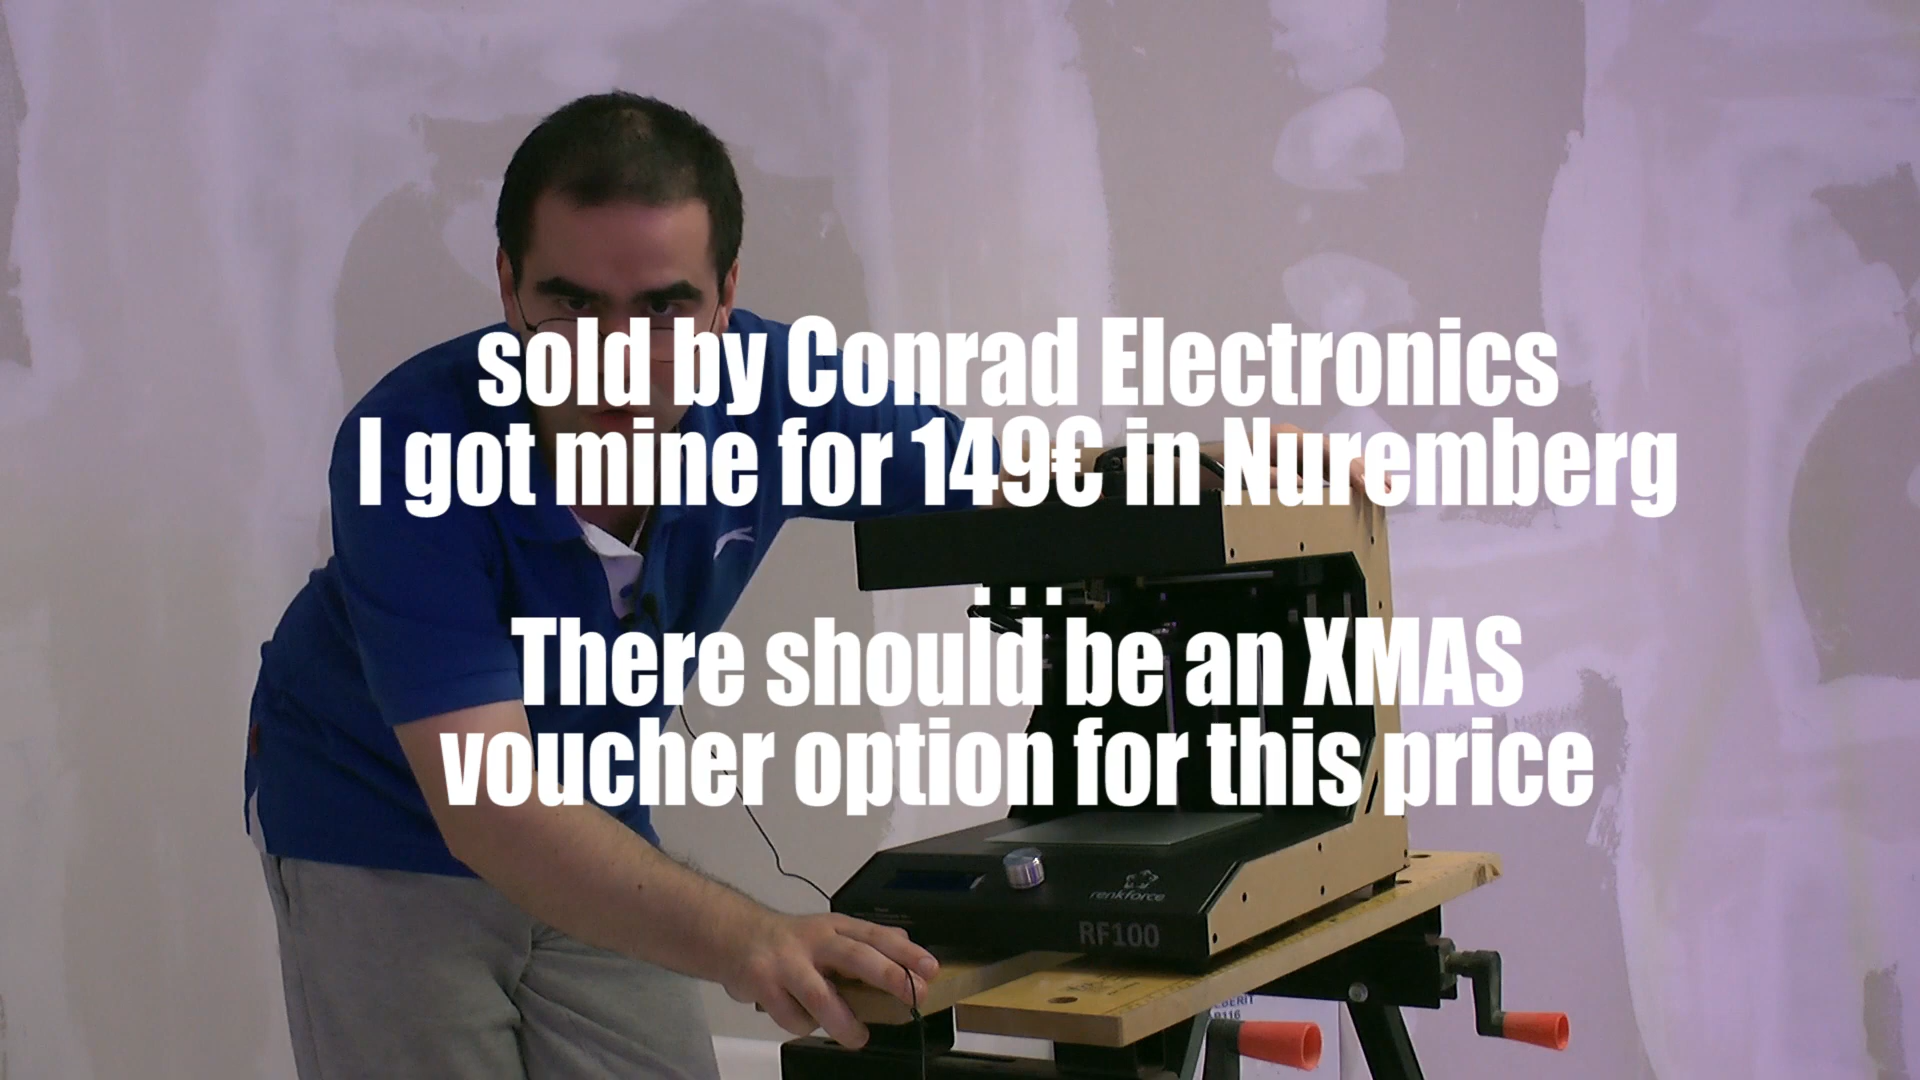 sold by Conrad Electronics
I got mine for 149€ in Nuremberg
...
There should be an XMAS
voucher option for this price
renkforce
RF100